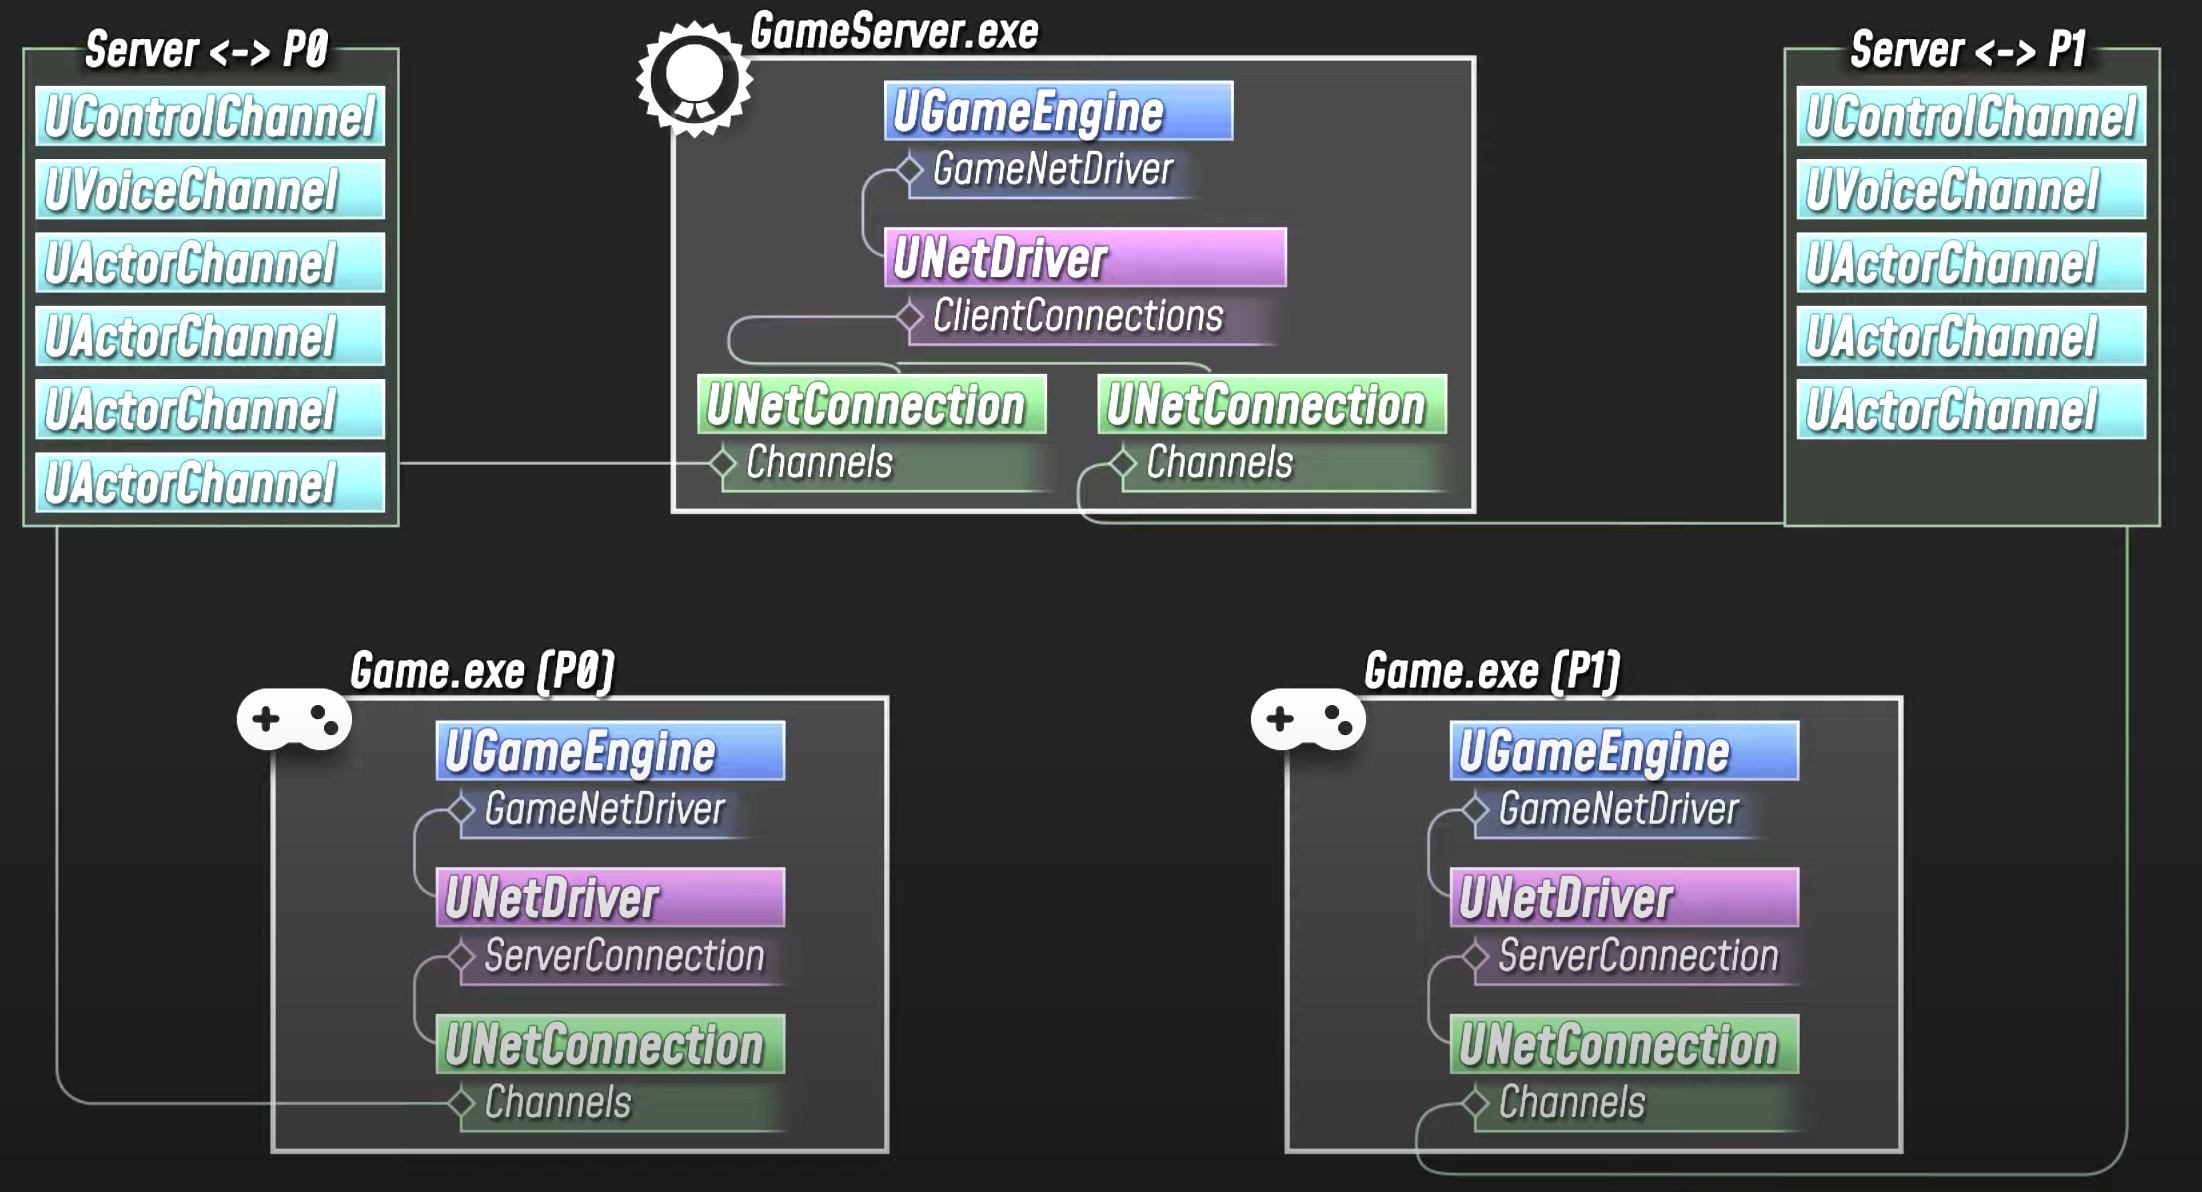 Server <-> P0
UControlChannel
UVoiceChannel
UActorChannel
UActorChannel
UActorChannel
UActorChannel
GameServer.exe
UGameEngine
GameNetDriver
UNetDriver
ClientConnections
UNetConnection
Channels
UNetConnection
Channels
Server <-> P1
UControlChannel
UVoiceChannel
UActorChannel
UActorChannel
UActorChannel
Game.exe (P0)
UGameEngine
GameNetDriver
UNetDriver
ServerConnection
UNetConnection
Channels
Game.exe (P1)
UGameEngine
GameNetDriver
UNetDriver
ServerConnection
UNetConnection
Channels